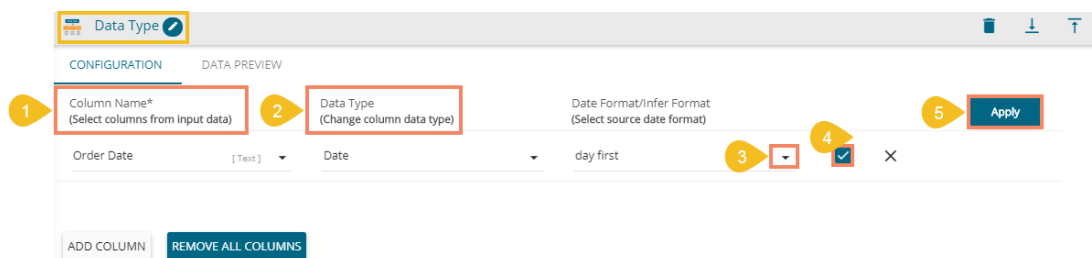 Data Type
CONFIGURATION DATA PREVIEW
1 Column Name* 2 Data Type Date Format/Infer Format 5 Apply
(Select columns from input data) (Change column data type) (Select source date format)
Order Date [ Text ] Date day first 3 4
ADD COLUMN REMOVE ALL COLUMNS